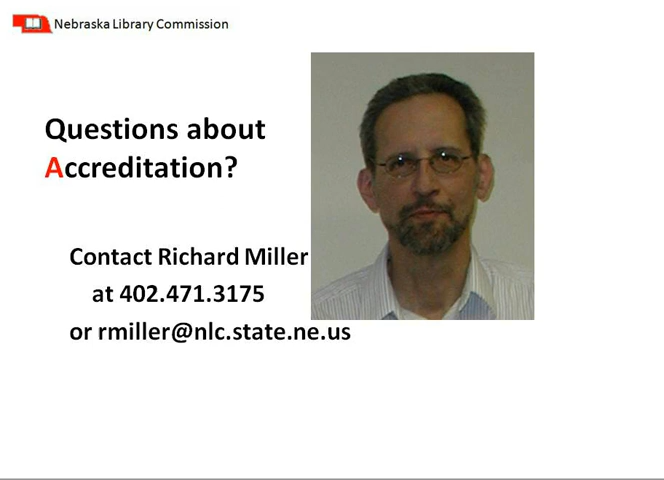 Nebraska Library Commission
Questions about
Accreditation?
Contact Richard Miller
at 402.471.3175
or rmiller@nlc.state.ne.us